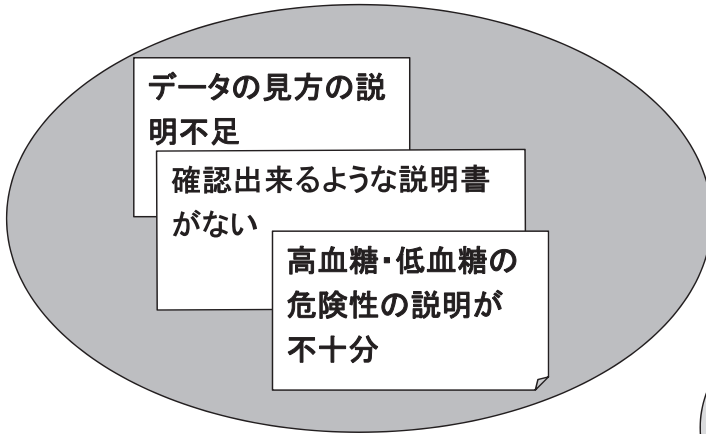 データの見方の説
明不足
確認出来るような説明書
がない
高血糖・低血糖の
危険性の説明が
不十分